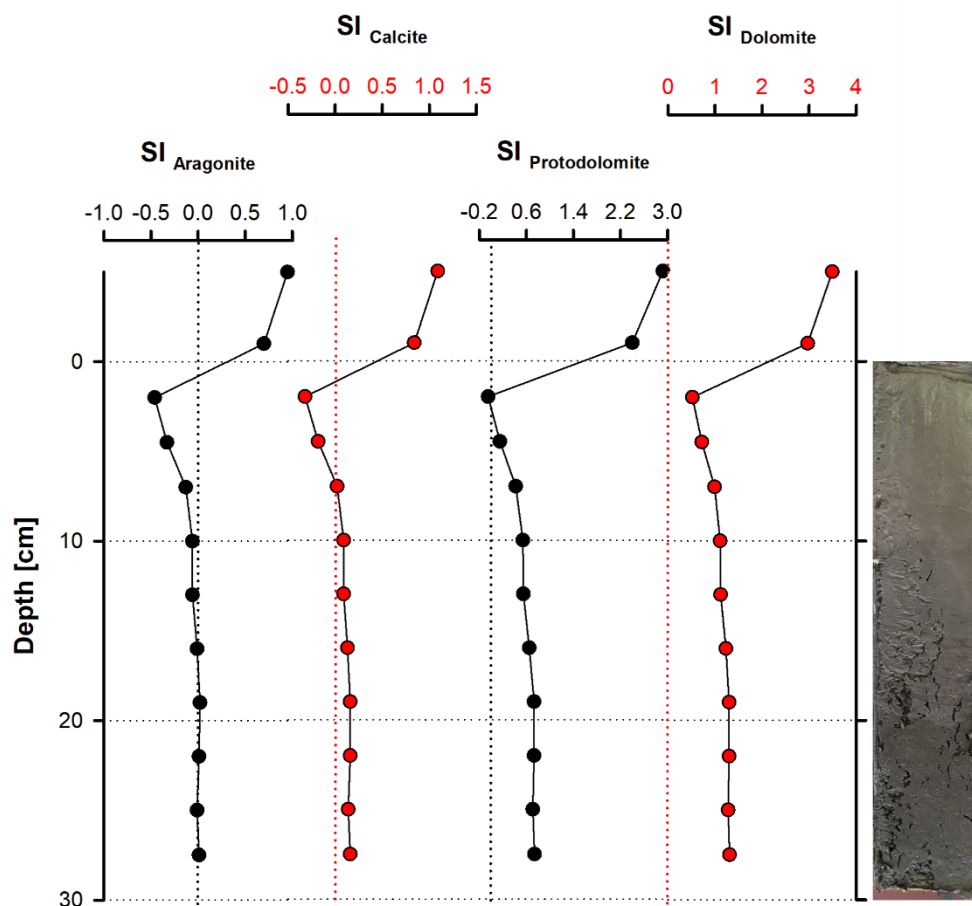 SI Calcite
-0.5 0.0 0.5 1.0 1.5
SI Dolomite
0 1 2 3 4
SI Aragonite
-1.0 -0.5 0.0 0.5 1.0
SI Protodolomite
-0.2 0.6 1.4 2.2 3.0
Depth [cm]
0
10
20
30